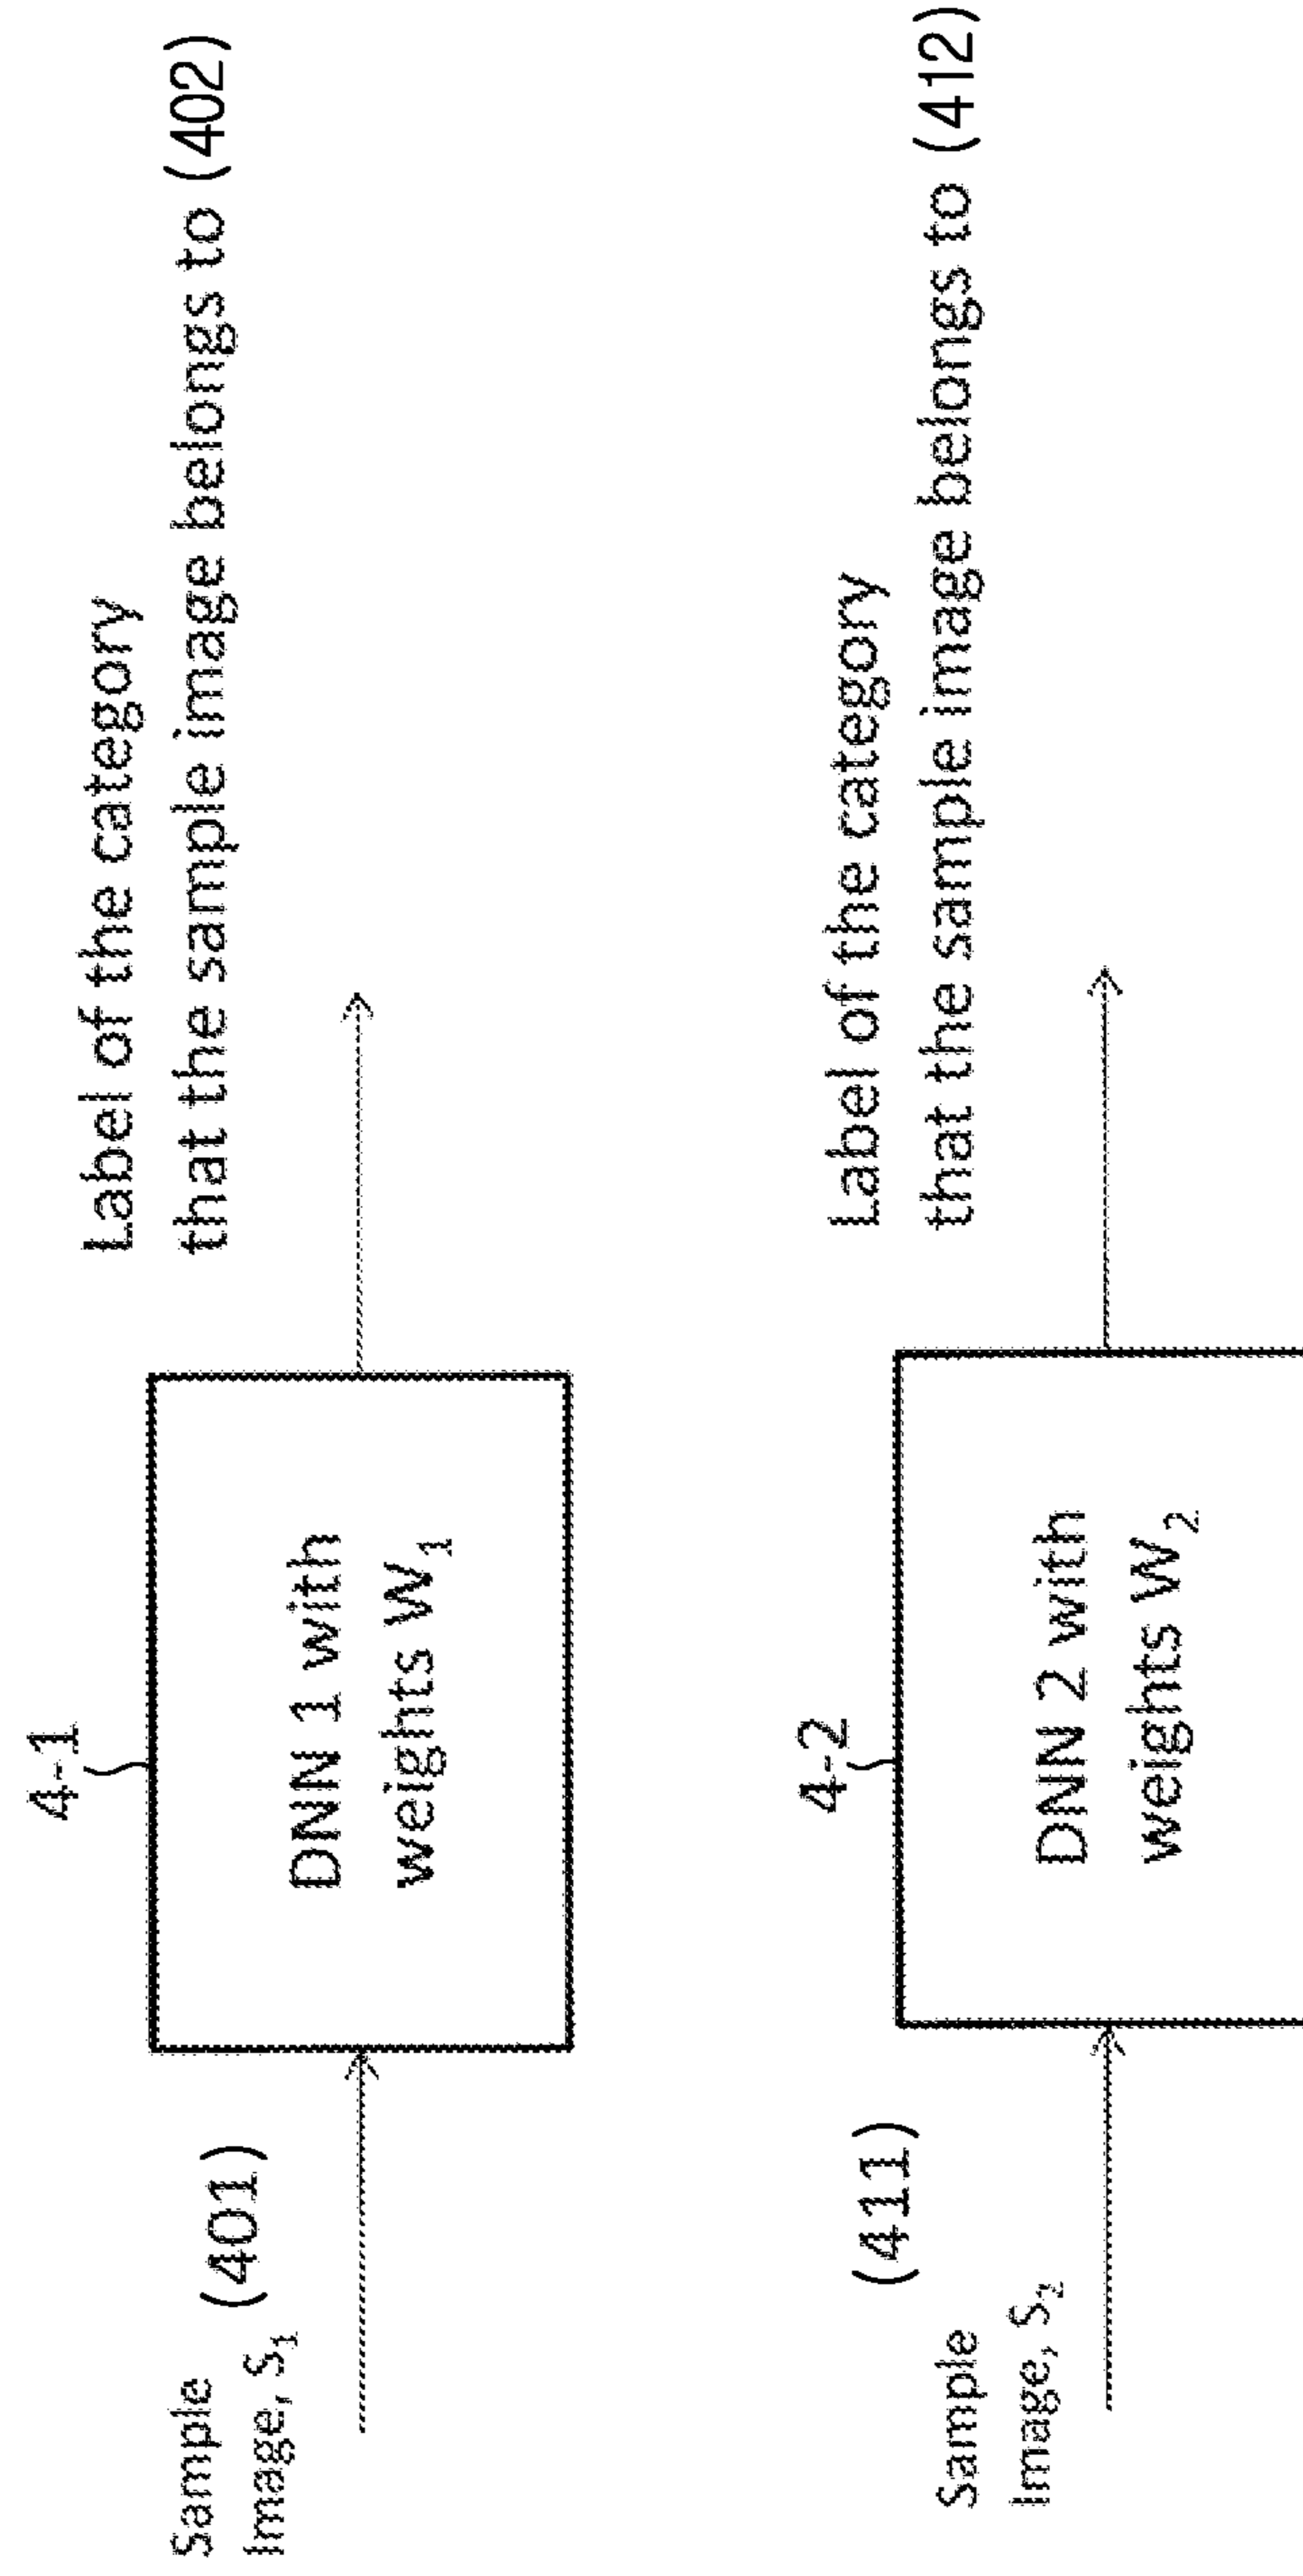 4-1
Sample
Image, S₁
(401)
DNN 1 with
weights W₁
Label of the category
that the sample image belongs to (402)
4-2
Sample
Image, S₂
(411)
DNN 2 with
weights W₂
Label of the category
that the sample image belongs to (412)